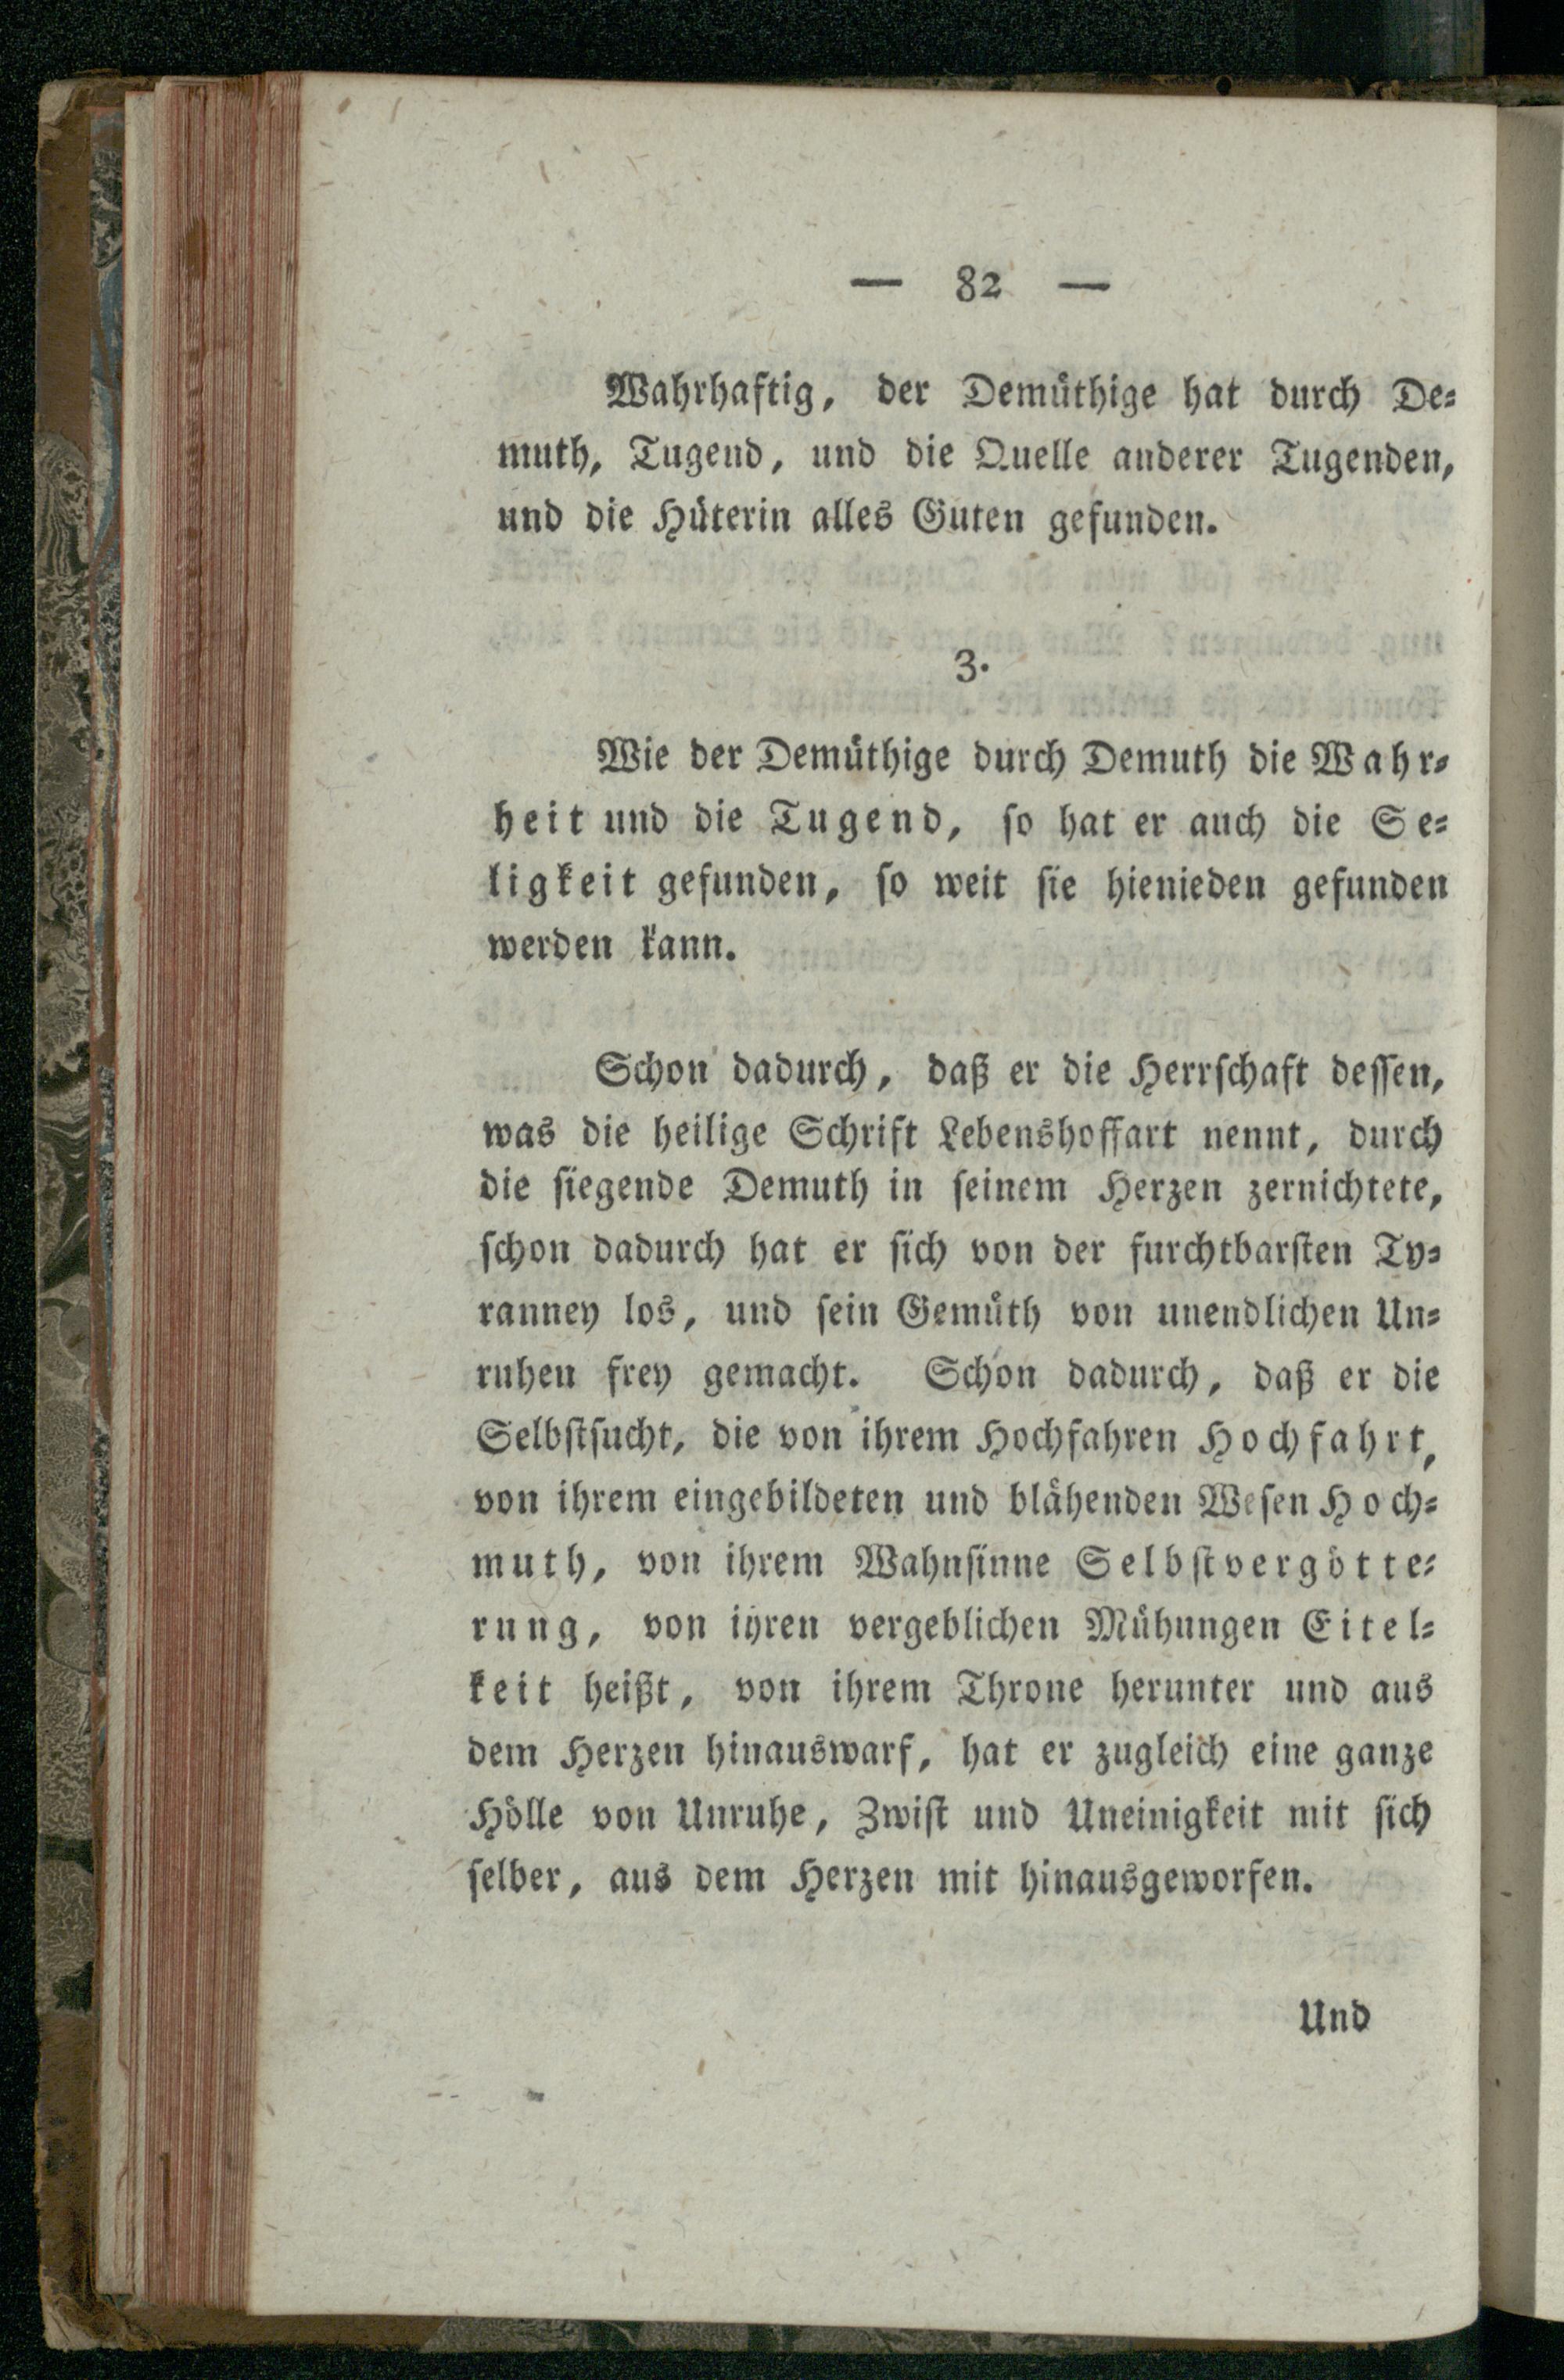 — 82 —
Wahrhaftig, der Demüthige hat durch De-
muth, Tugend, und die Quelle anderer Tugenden,
und die Hüterin alles Guten gefunden.
3.
Wie der Demüthige durch Demuth die Wahr-
heit und die Tugend, so hat er auch die Se-
ligkeit gefunden, so weit sie hienieden gefunden
werden kann.
Schon dadurch, daß er die Herrschaft dessen,
was die heilige Schrift Lebenshoffart nennt, durch
die siegende Demuth in seinem Herzen zernichtete,
schon dadurch hat er sich von der furchtbarsten Ty-
ranney los, und sein Gemüth von unendlichen Un-
ruhen frey gemacht. Schon dadurch, daß er die
Selbstsucht, die von ihrem Hochfahren Hochfahrt,
von ihrem eingebildeten und blähenden Wesen Hoch-
muth, von ihrem Wahnsinne Selbstvergötte-
rung, von ihren vergeblichen Mühungen Eitel-
keit heißt, von ihrem Throne herunter und aus
dem Herzen hinauswarf, hat er zugleich eine ganze
Hölle von Unruhe, Zwist und Uneinigkeit mit sich
selber, aus dem Herzen mit hinausgeworfen.
Und